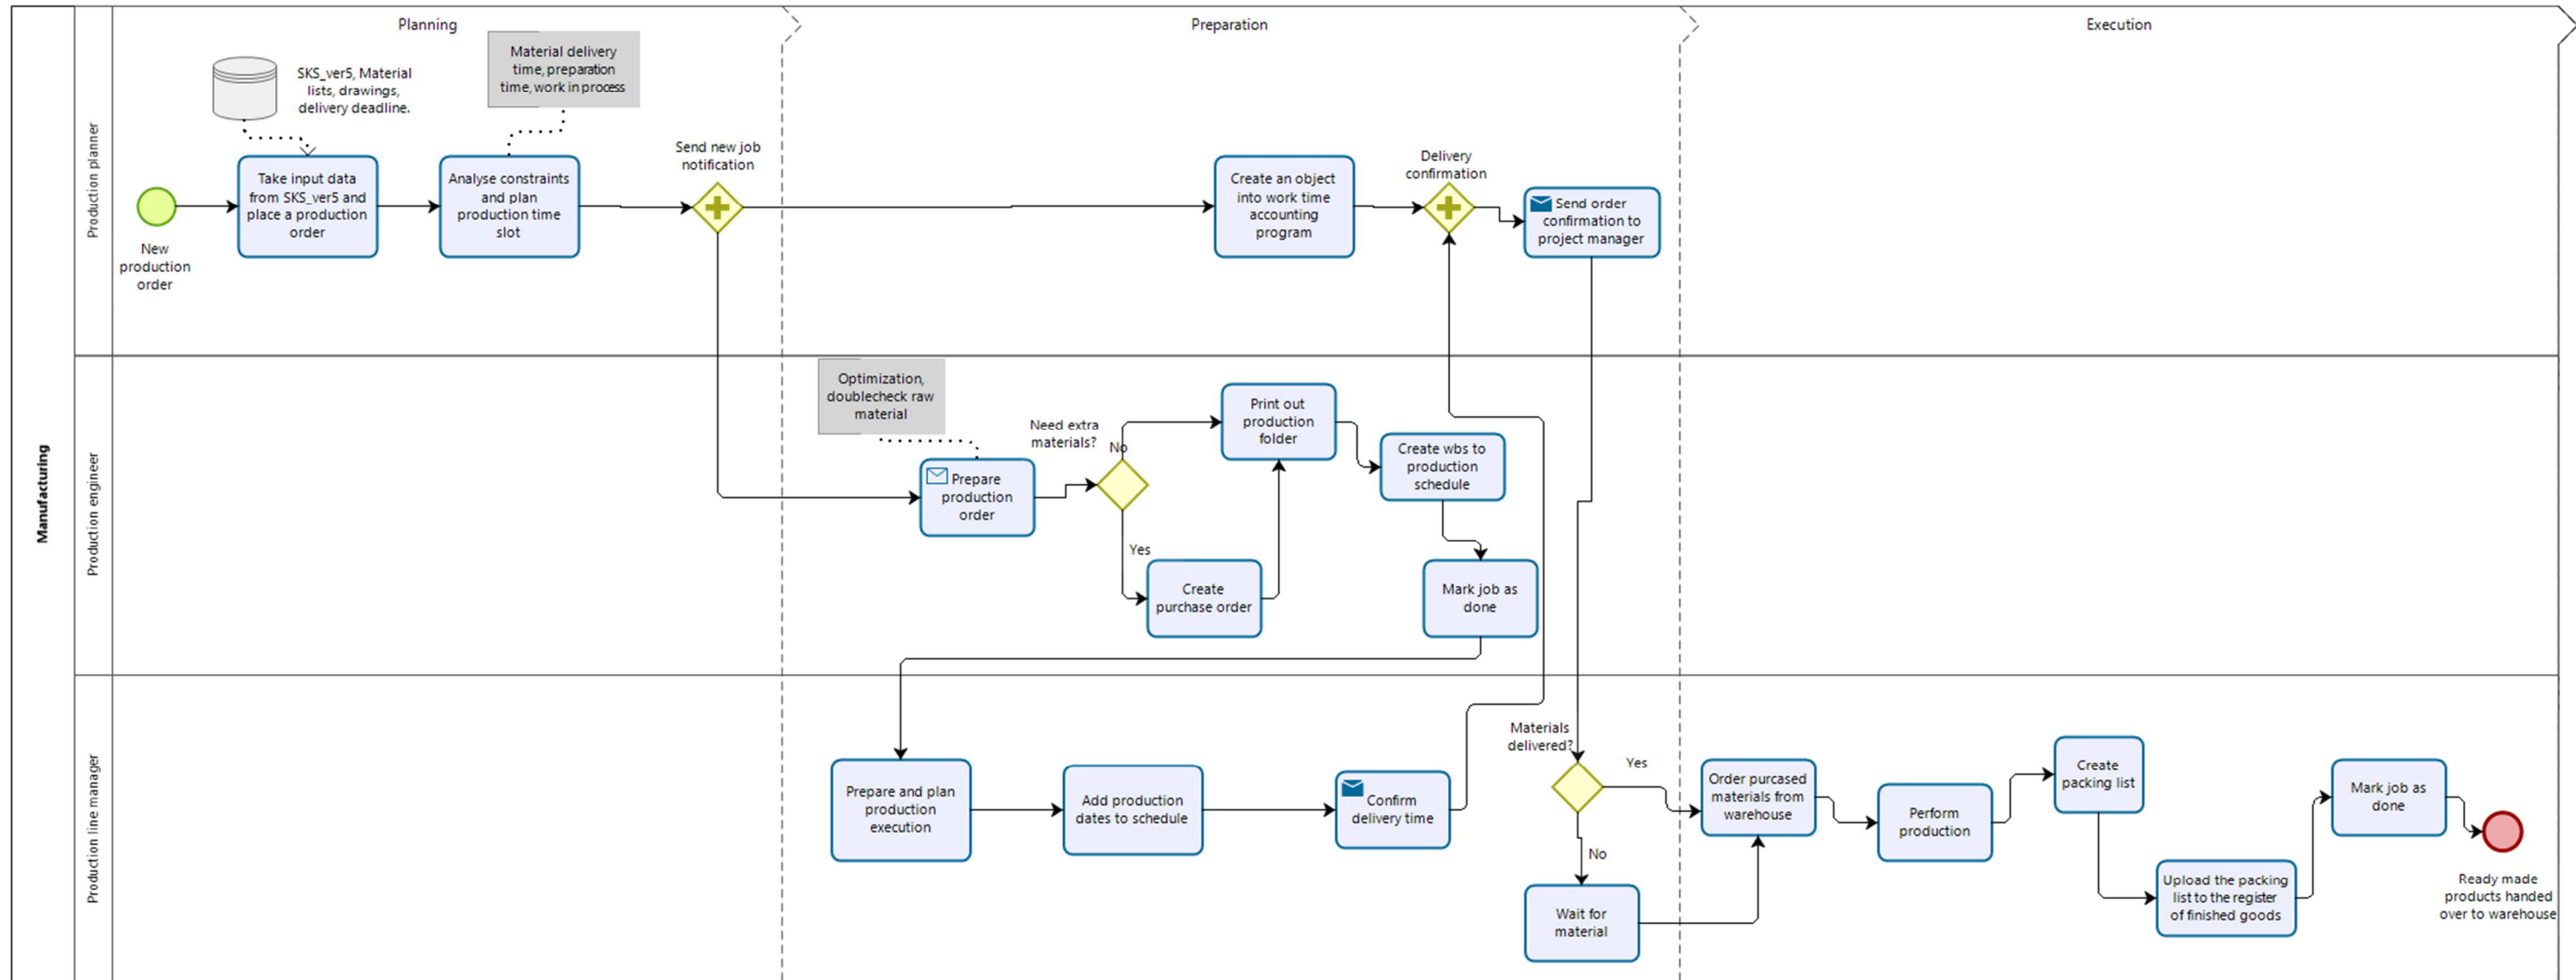 Planning
Preparation
Execution
Manufacturing
Production planner
SKS_ver5, Material
lists, drawings,
delivery deadline.
Material delivery
time, preparation
time, work in process
New
production
order
Take input data
from SKS_ver5 and
place a production
order
Analyse constraints
and plan
production time
slot
Send new job
notification
Create an object
into work time
accounting
program
Delivery
confirmation
Send order
confirmation to
project manager
Production engineer
Optimization,
doublecheck raw
material
Prepare
production
order
Need extra
materials?
No
Yes
Print out
production
folder
Create
purchase order
Create wbs to
production
schedule
Mark job as
done
Production line manager
Prepare and plan
production
execution
Add production
dates to schedule
Confirm
delivery time
Materials
delivered?
Yes
No
Wait for
material
Order purcased
materials from
warehouse
Perform
production
Create
packing list
Upload the packing
list to the register
of finished goods
Mark job as
done
Ready made
products handed
over to warehouse